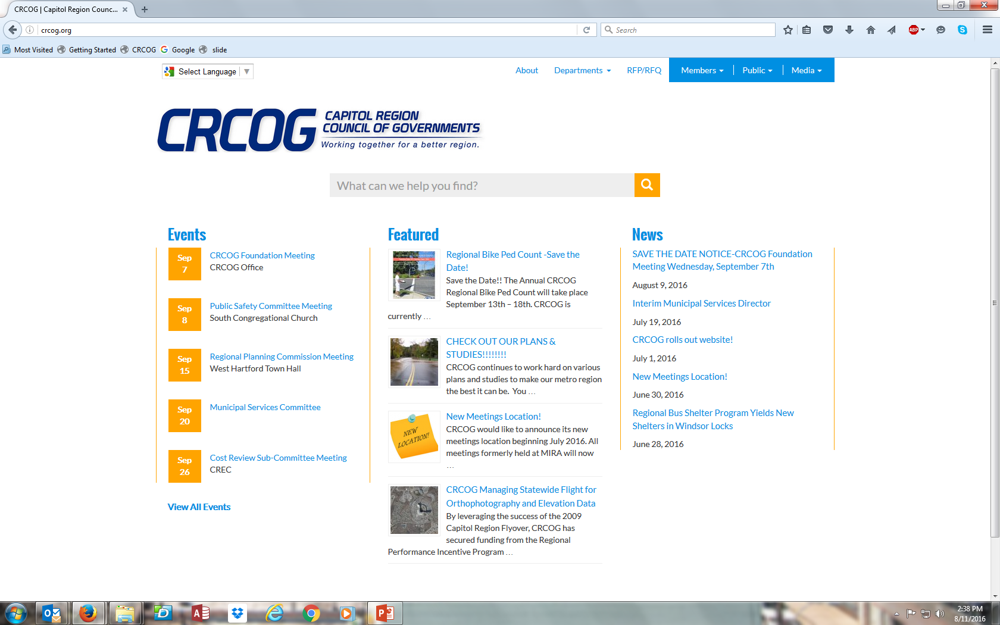 CRCOG | Capitol Region Counc...
crcog.org
Search
ABP
Most Visited
Getting Started
CRCOG
Google
slide
Select Language
About
Departments
RFP/RFQ
Members
Public
Media
CRCOG
CAPITOL REGION
COUNCIL OF GOVERNMENTS
Working together for a better region.
What can we help you find?
Events
Sep
7
CRCOG Foundation Meeting
CRCOG Office
Sep
8
Public Safety Committee Meeting
South Congregational Church
Sep
15
Regional Planning Commission Meeting
West Hartford Town Hall
Sep
20
Municipal Services Committee
Sep
26
Cost Review Sub-Committee Meeting
CREC
View All Events
Featured
Regional Bike Ped Count -Save the
Date!
Save the Date!! The Annual CRCOG
Regional Bike Ped Count will take place
September 13th – 18th. CRCOG is
currently …
CHECK OUT OUR PLANS &
STUDIES!!!!!!!!
CRCOG continues to work hard on various
plans and studies to make our metro region
the best it can be. You …
NEW
LOCATION!
New Meetings Location!
CRCOG would like to announce its new
meetings location beginning July 2016. All
meetings formerly held at MIRA will now
…
CRCOG Managing Statewide Flight for
Orthophotography and Elevation Data
By leveraging the success of the 2009
Capitol Region Flyover, CRCOG has
secured funding from the Regional
Performance Incentive Program …
News
SAVE THE DATE NOTICE-CRCOG Foundation
Meeting Wednesday, September 7th
August 9, 2016
Interim Municipal Services Director
July 19, 2016
CRCOG rolls out website!
July 1, 2016
New Meetings Location!
June 30, 2016
Regional Bus Shelter Program Yields New
Shelters in Windsor Locks
June 28, 2016
2:38 PM
8/11/2016